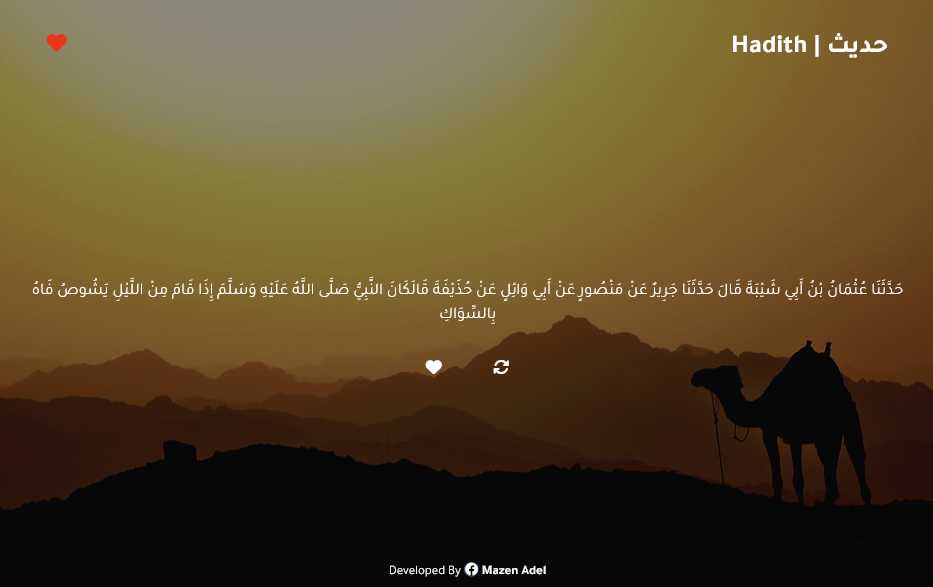 حديث | Hadith
حَدَّثَنَا عُثْمَانُ بْنُ أَبِي شَيْبَةَ قَالَ حَدَّثَنَا جَرِيرٌ عَنْ مَنْصُورٍ عَنْ أَبِي وَائِلٍ عَنْ حُذَيْفَةَ قَالَكَانَ النَّبِيُّ صَلَّى اللَّهُ عَلَيْهِ وَسَلَّمَ إِذَا قَامَ مِنْ اللَّيْلِ يَشُوصُ فَاهُ
بِالسِّوَاكِ
Developed By Mazen Adel